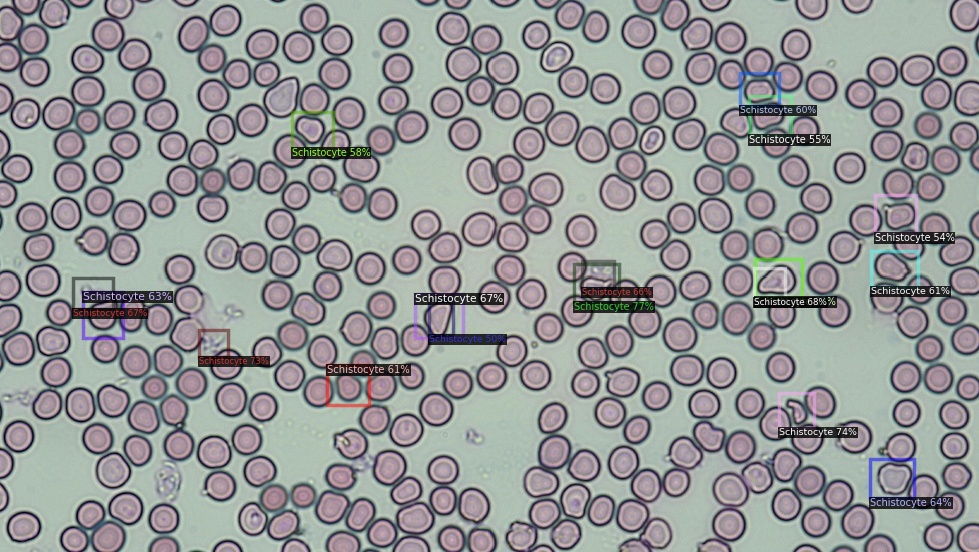 Schistocyte 60%
Schistocyte 55%
Schistocyte 58%
Schistocyte 54%
Schistocyte 61%
Schistocyte 63%
Schistocyte 67%
Schistocyte 67%
Schistocyte 66%
Schistocyte 77%
Schistocyte 68%%
Schistocyte 50%
Schistocyte 73%
Schistocyte 61%
Schistocyte 74%
Schistocyte 64%